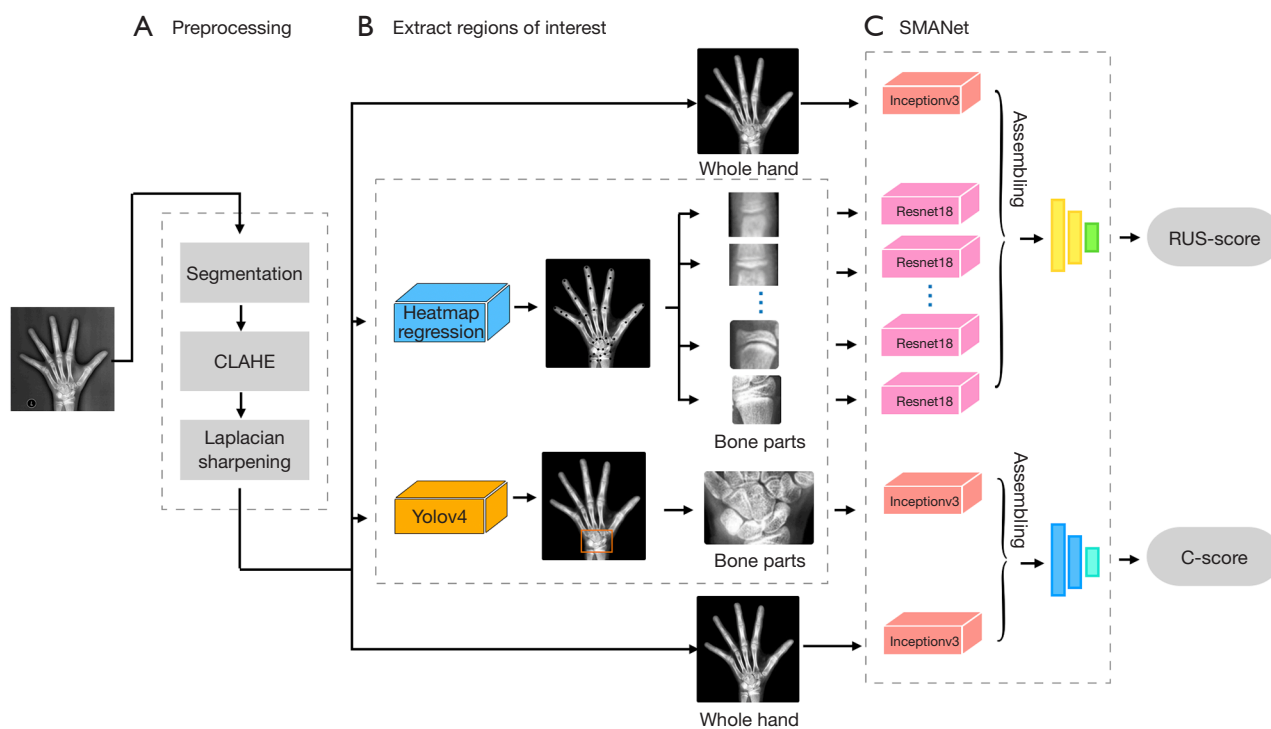 A Preprocessing
B Extract regions of interest
C SMANet
Segmentation
CLAHE
Laplacian
sharpening
Whole hand
Heatmap
regression
Bone parts
Yolov4
Bone parts
Whole hand
Inceptionv3
Resnet18
Resnet18
Resnet18
Resnet18
Assembling
RUS-score
Inceptionv3
Inceptionv3
Assembling
C-score